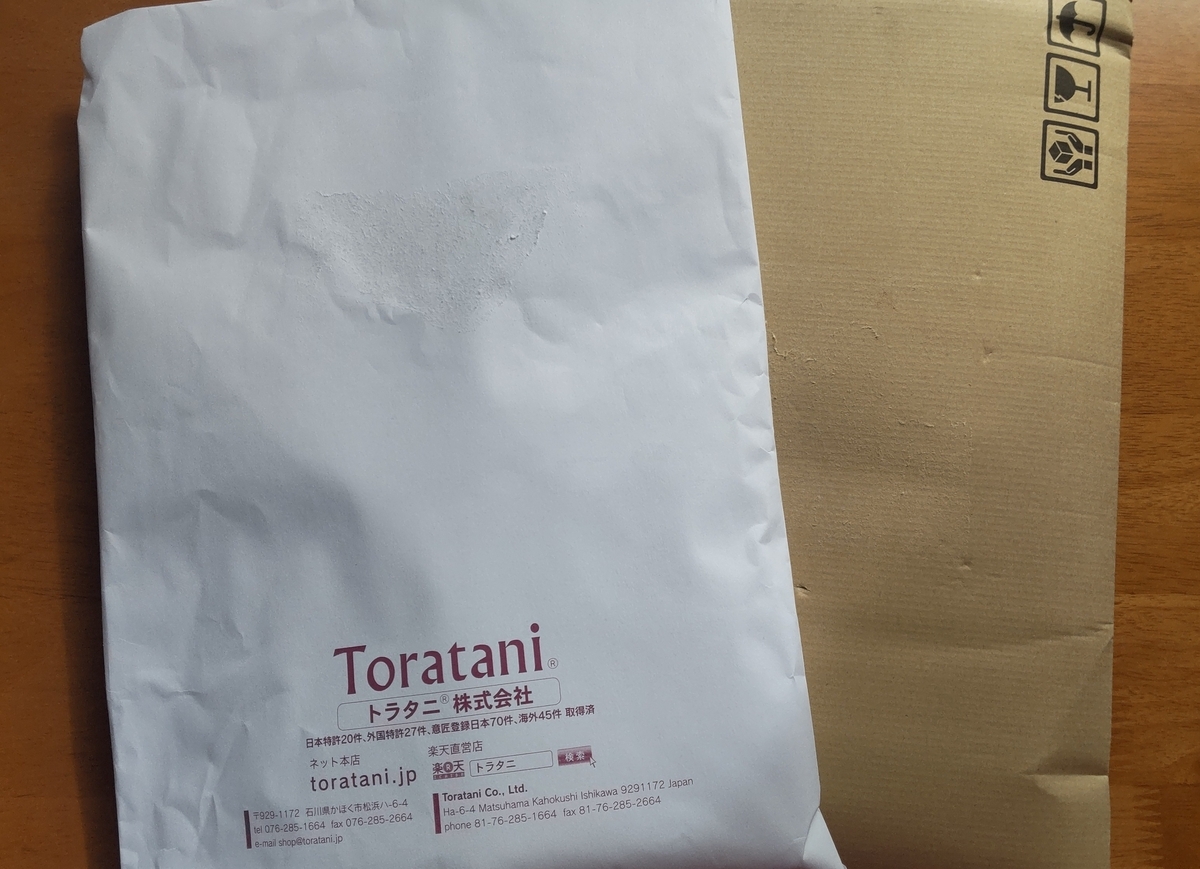 Toratani®
トラタニ®株式会社
日本特許20件、外国特許27件、意匠登録日本70件、海外45件 取得済
ネット本店
toratani.jp
楽天直営店
楽天 トラタニ 検索
〒929-1172 石川県かほく市松浜ハ-6-4
tel 076-285-1664 fax 076-285-2664
e-mail shop@toratani.jp
Toratani Co., Ltd.
Ha-6-4 Matsuhama Kahokushi Ishikawa 9291172 Japan
phone 81-76-285-1664 fax 81-76-285-2664